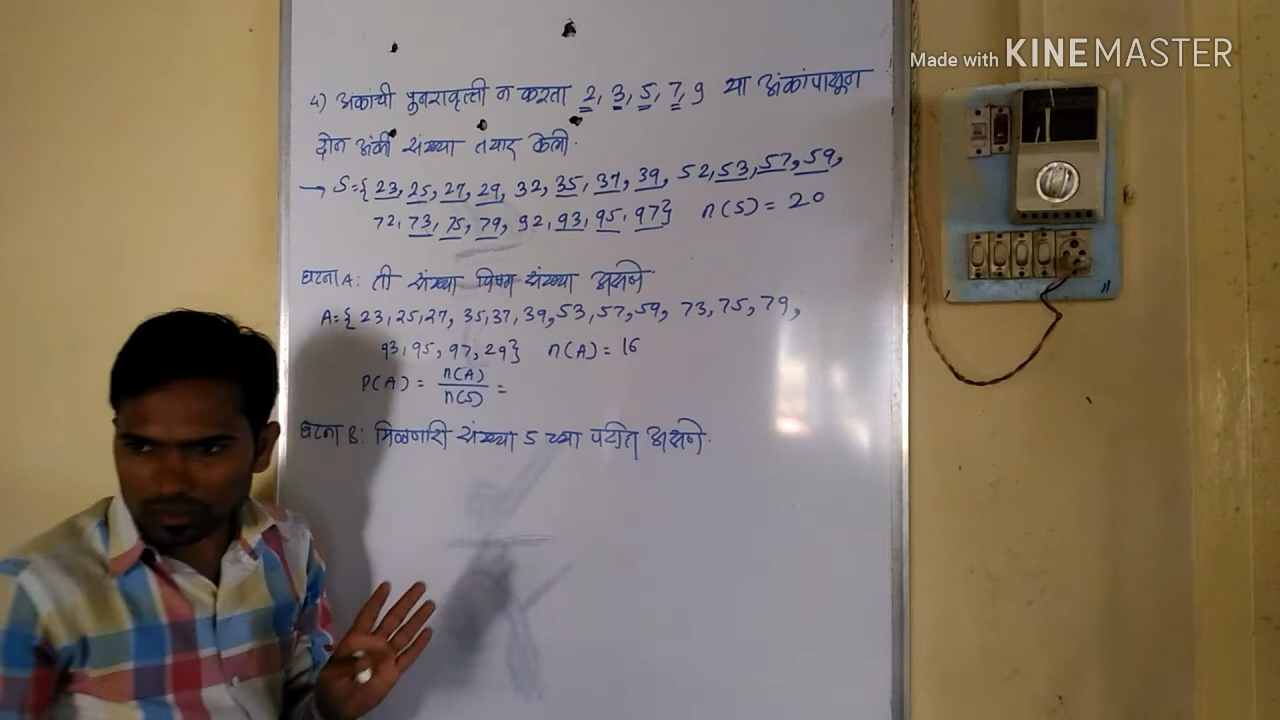 Made with KINEMASTER
4) अंकांची पुनरावृत्ती न करता 2, 3, 5, 7, 9 या अंकांपासून
दोन अंकी संख्या तयार केली.
→ S={ 23, 25, 27, 29, 32, 35, 37, 39, 52, 53, 57, 59,
72, 73, 75, 79, 92, 93, 95, 97} n(S) = 20
घटना A: ती संख्या विषम संख्या असणे
A={ 23, 25, 27, 35, 37, 39, 53, 57, 59, 73, 75, 79,
93, 95, 97, 29} n(A) = 16
P(A) = n(A) / n(S) =
घटना B: मिळणारी संख्या 5 च्या पटीत असणे.